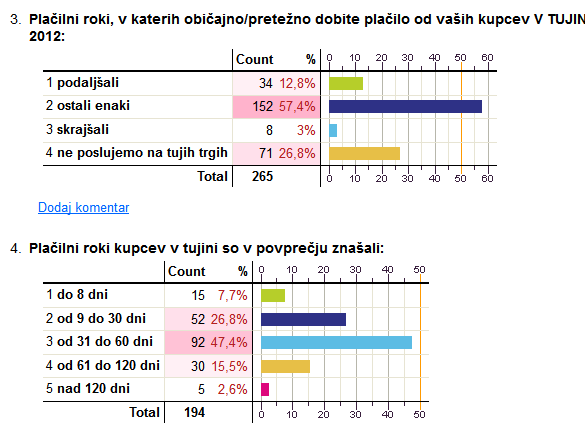 3. Plačilni roki, v katerih običajno/pretežno dobite plačilo od vaših kupcev V TUJIN
2012:
Count % 0 10 20 30 40 50 60
1 podaljšali 34 12,8%
2 ostali enaki 152 57,4%
3 skrajšali 8 3%
4 ne poslujemo na tujih trgih 71 26,8%
Total 265 0 10 20 30 40 50 60
Dodaj komentar
4. Plačilni roki kupcev v tujini so v povprečju znašali:
Count % 0 10 20 30 40 50
1 do 8 dni 15 7,7%
2 od 9 do 30 dni 52 26,8%
3 od 31 do 60 dni 92 47,4%
4 od 61 do 120 dni 30 15,5%
5 nad 120 dni 5 2,6%
Total 194 0 10 20 30 40 50